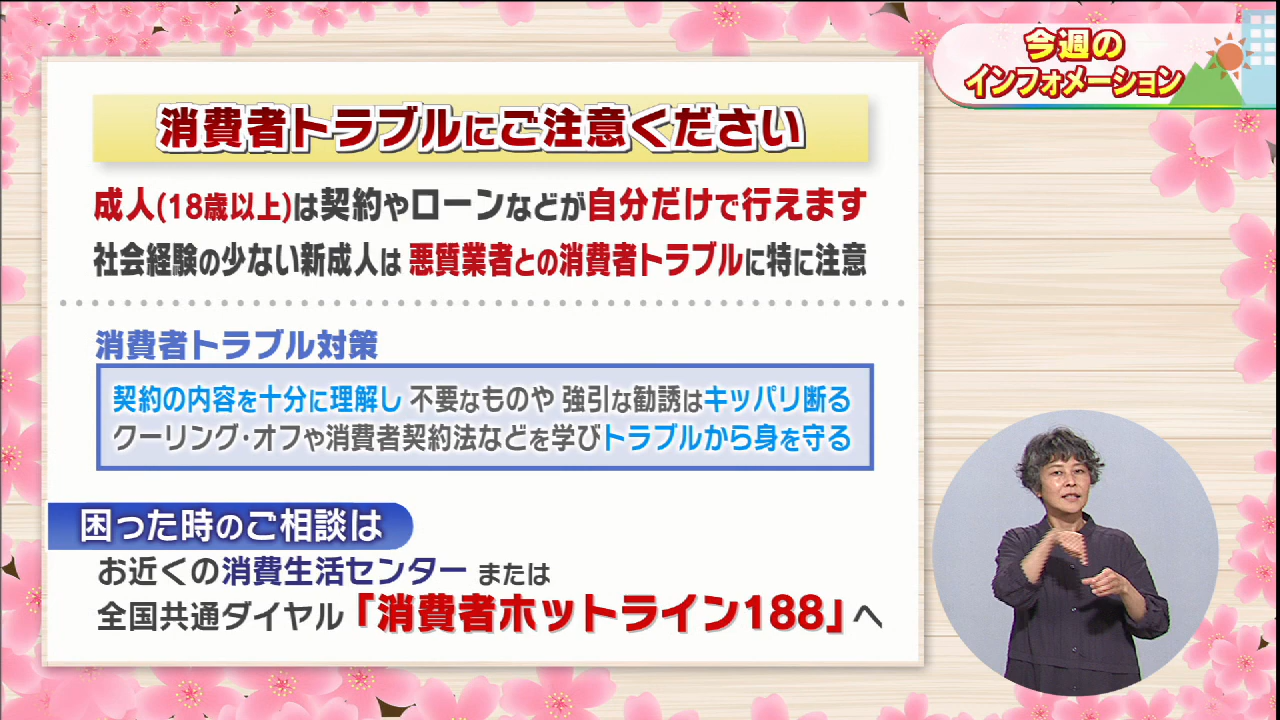 今週の
インフォメーション
消費者トラブルにご注意ください
成人(18歳以上)は契約やローンなどが自分だけで行えます
社会経験の少ない新成人は 悪質業者との消費者トラブルに特に注意
消費者トラブル対策
契約の内容を十分に理解し 不要なものや 強引な勧誘はキッパリ断る
クーリング・オフや消費者契約法などを学びトラブルから身を守る
困った時のご相談は
お近くの消費生活センター または
全国共通ダイヤル「消費者ホットライン188」へ